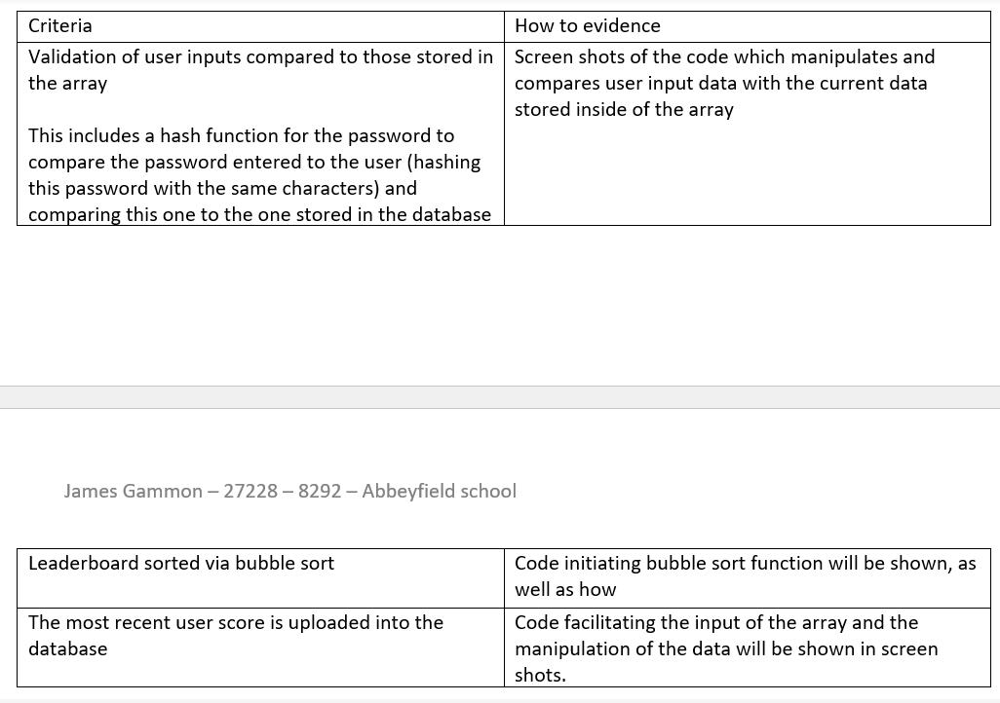 Criteria
How to evidence
Validation of user inputs compared to those stored in
the array
This includes a hash function for the password to
compare the password entered to the user (hashing
this password with the same characters) and
comparing this one to the one stored in the database
Screen shots of the code which manipulates and
compares user input data with the current data
stored inside of the array
James Gammon – 27228 – 8292 – Abbeyfield school
Leaderboard sorted via bubble sort
Code initiating bubble sort function will be shown, as
well as how
The most recent user score is uploaded into the
database
Code facilitating the input of the array and the
manipulation of the data will be shown in screen
shots.